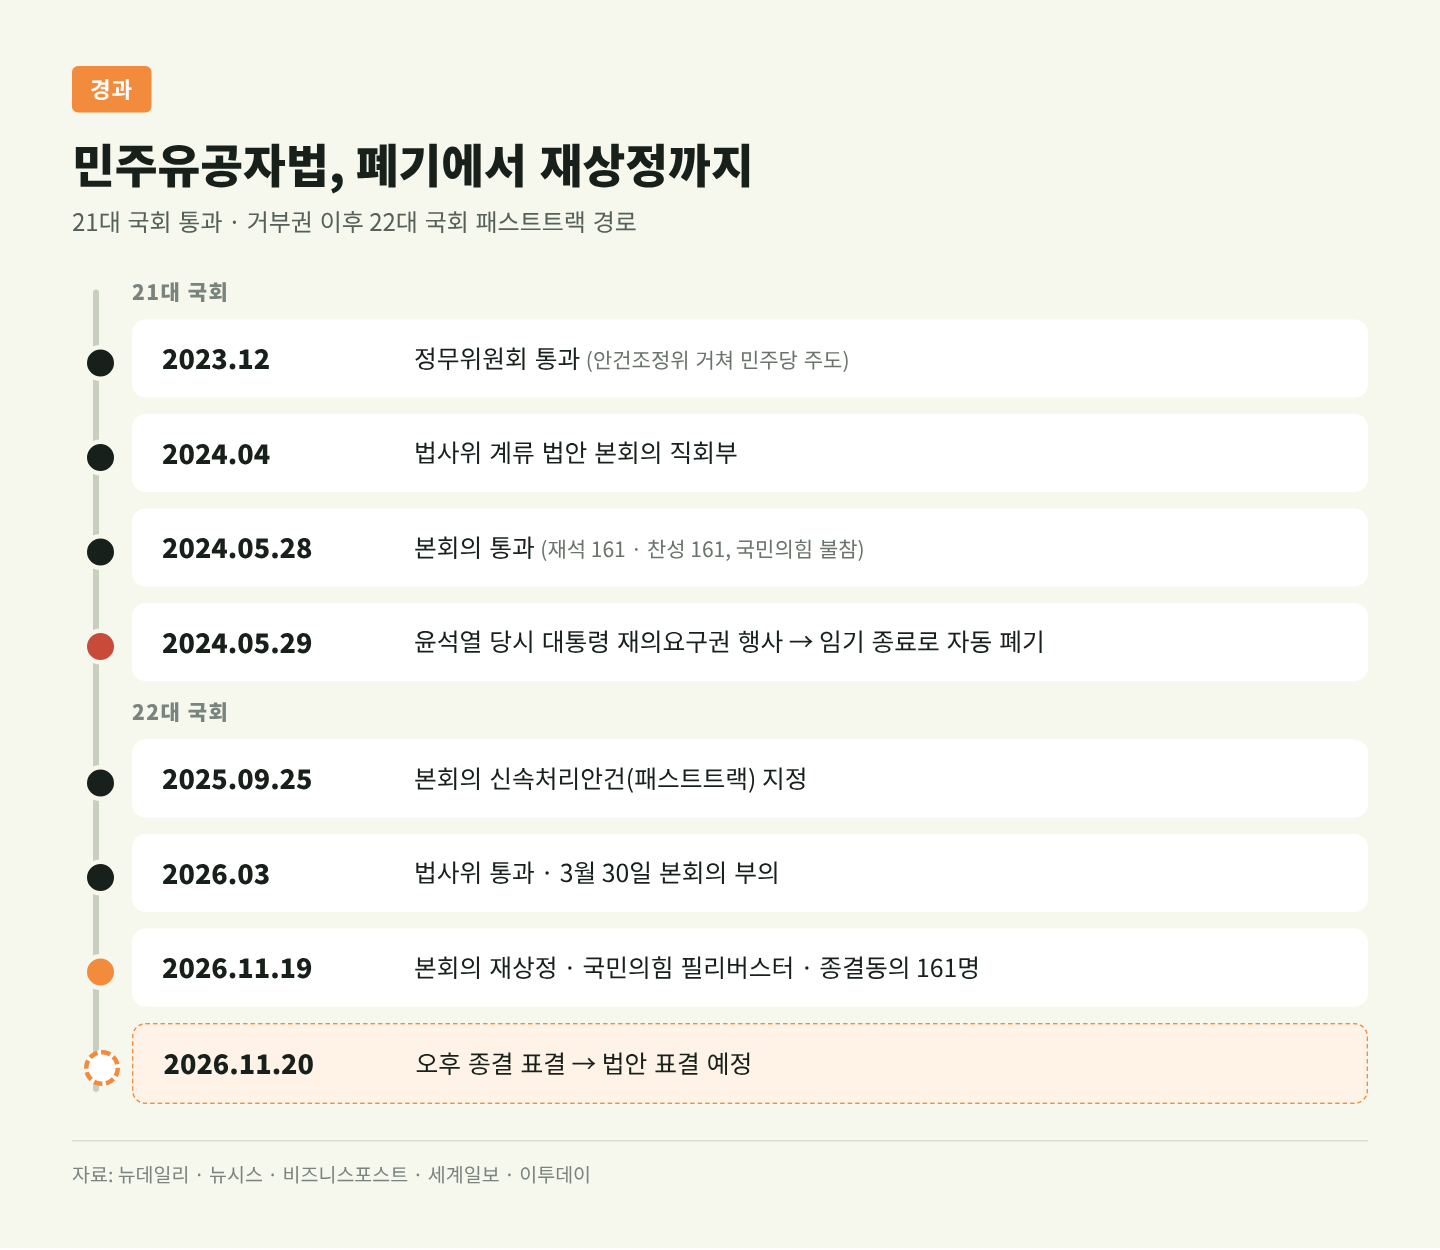 경과
민주유공자법, 폐기에서 재상정까지
21대 국회 통과 · 거부권 이후 22대 국회 패스트트랙 경로
21대 국회
2023.12 정무위원회 통과 (안건조정위 거쳐 민주당 주도)
2024.04 법사위 계류 법안 본회의 직회부
2024.05.28 본회의 통과 (재석 161 · 찬성 161, 국민의힘 불참)
2024.05.29 윤석열 당시 대통령 재의요구권 행사 → 임기 종료로 자동 폐기
22대 국회
2025.09.25 본회의 신속처리안건(패스트트랙) 지정
2026.03 법사위 통과 · 3월 30일 본회의 부의
2026.11.19 본회의 재상정 · 국민의힘 필리버스터 · 종결동의 161명
2026.11.20 오후 종결 표결 → 법안 표결 예정
자료: 뉴데일리 · 뉴시스 · 비즈니스포스트 · 세계일보 · 이투데이